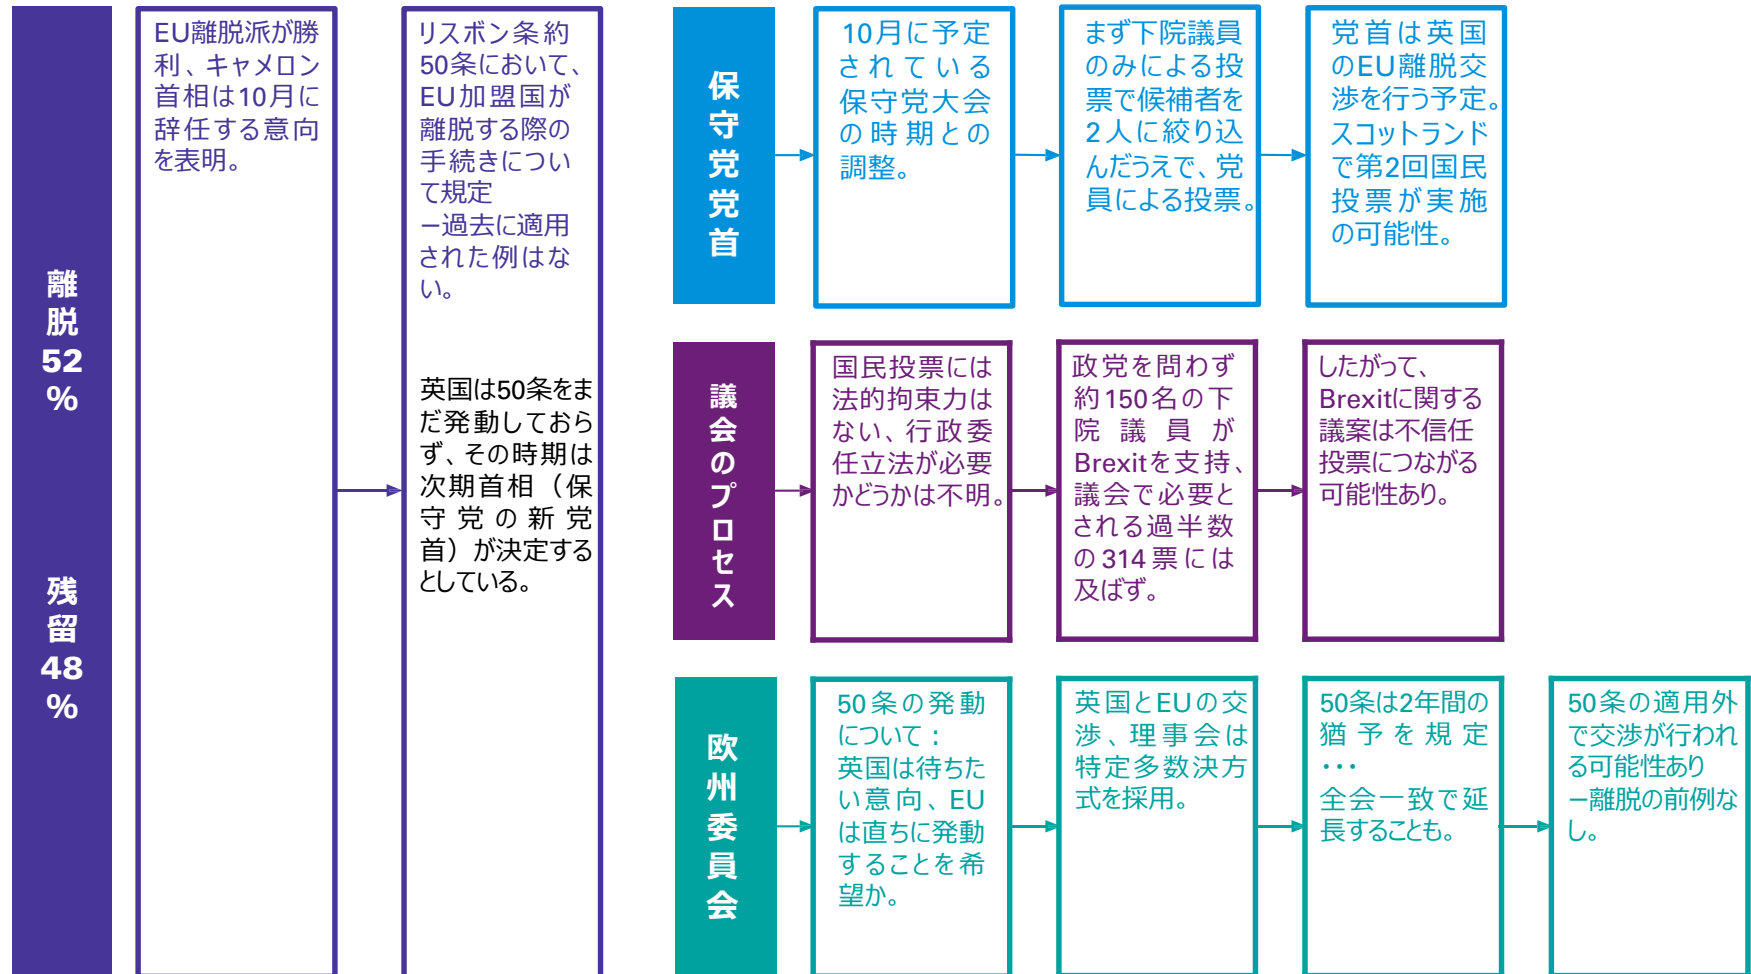 離
脱
52
%
残
留
48
%
EU離脱派が勝
利、キャメロン
首相は10月に
辞任する意向
を表明。
リスボン条約
50条において、
EU加盟国が
離脱する際の
手続きについ
て規定
ー過去に適用
された例はな
い。
英国は50条をま
だ発動しておら
ず、その時期は
次期首相（保
守党の新党
首）が決定する
としている。
保
守
党
党
首
10月に予定
されている
保守党大会
の時期との
調整。
まず下院議員
のみによる投
票で候補者を
2人に絞り込
んだうえで、党
員による投票。
党首は英国
のEU離脱交
渉を行う予定。
スコットランド
で第2回国民
投票が実施
の可能性。
議
会
の
プ
ロ
セ
ス
国民投票には
法的拘束力は
ない、行政委
任立法が必要
かどうかは不明。
政党を問わず
約150名の下
院議員が
Brexitを支持、
議会で必要と
される過半数
の314票には
及ばず。
したがって、
Brexitに関する
議案は不信任
投票につながる
可能性あり。
欧
州
委
員
会
50条の発動
について：
英国は待ちた
い意向、EU
は直ちに発動
することを希
望か。
英国とEUの交
渉、理事会は
特定多数決方
式を採用。
50条は2年間の
猶予を規定
・・・
全会一致で延
長することも。
50条の適用外
で交渉が行われ
る可能性あり
ー離脱の前例な
し。